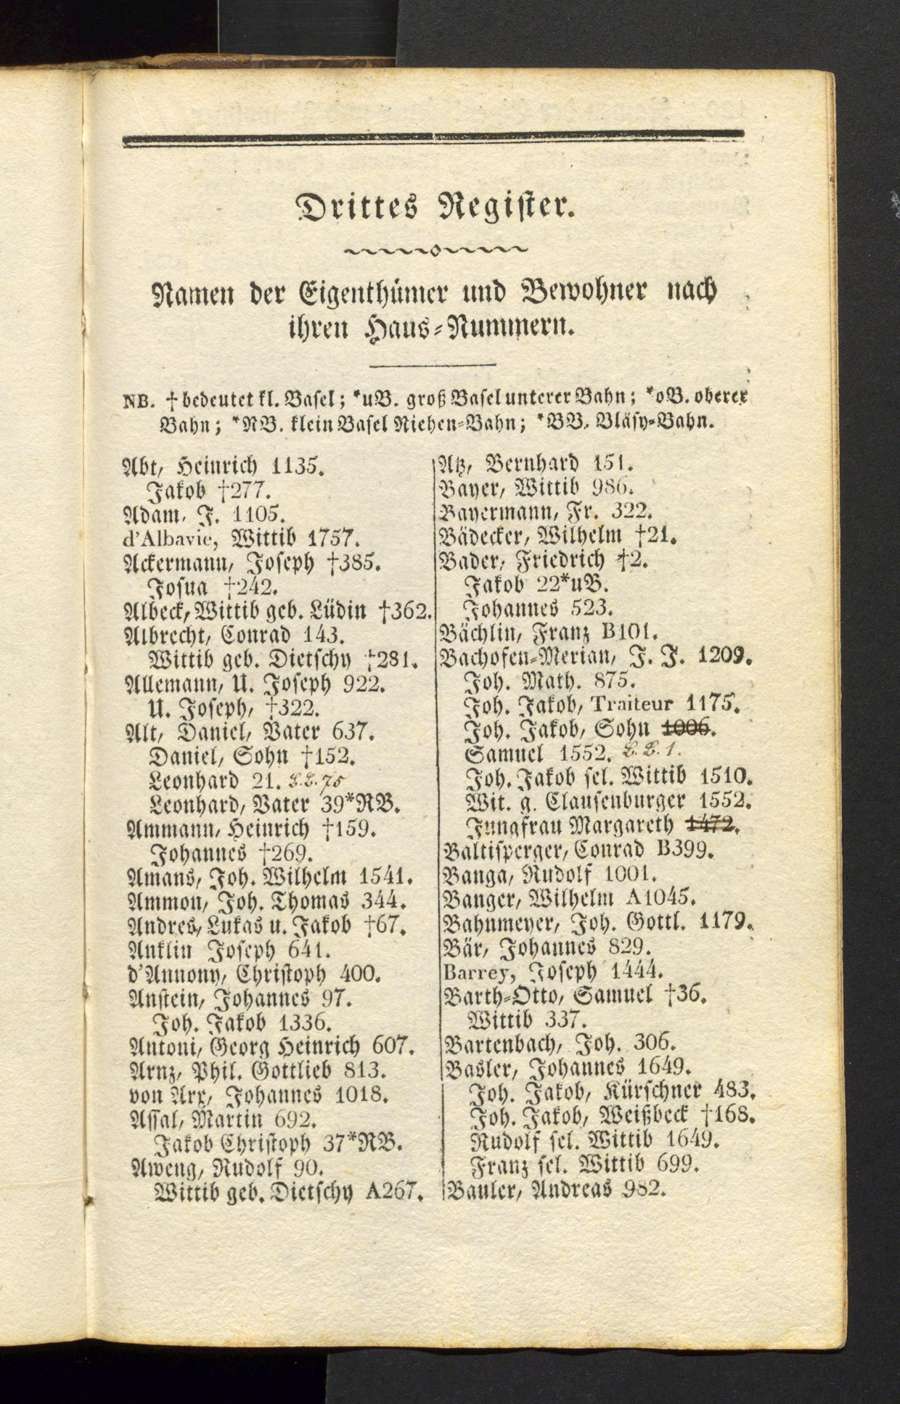 Drittes Register.
Namen der Eigenthümer und Bewohner nach
ihren Haus-Nummern.
NB. † bedeutet kl. Basel; *uB. groß Basel unterer Bahn; *oB. oberer
Bahn; *RB. klein Basel Riehen-Bahn; *BB. Bläsy-Bahn.
Abt, Heinrich 1135.
Jakob †277.
Adam, J. 1105.
d'Albavie, Wittib 1757.
Ackermann, Joseph †385.
Josua †242.
Albeck, Wittib geb. Lüdin †362.
Albrecht, Conrad 143.
Wittib geb. Dietschy †281.
Allemann, U. Joseph 922.
U. Joseph, †322.
Alt, Daniel, Vater 637.
Daniel, Sohn †152.
Leonhard 21.
Leonhard, Vater 39*RB.
Ammann, Heinrich †159.
Johannes †269.
Amans, Joh. Wilhelm 1541.
Ammon, Joh. Thomas 344.
Andres, Lukas u. Jakob †67.
Anklin Joseph 641.
d'Annony, Christoph 400.
Anstein, Johannes 97.
Joh. Jakob 1336.
Antoni, Georg Heinrich 607.
Arnz, Phil. Gottlieb 813.
von Arx, Johannes 1018.
Assal, Martin 692.
Jakob Christoph 37*RB.
Aweng, Rudolf 90.
Wittib geb. Dietschy A267.
Atz, Bernhard 151.
Bayer, Wittib 986.
Bayermann, Fr. 322.
Bädecker, Wilhelm †21.
Bader, Friedrich †2.
Jakob 22*uB.
Johannes 523.
Bächlin, Franz B101.
Bachofen-Merian, J. J. 1209.
Joh. Math. 875.
Joh. Jakob, Traiteur 1175.
Joh. Jakob, Sohn 1006.
Samuel 1552.
Joh. Jakob sel. Wittib 1510.
Wit. g. Clausenburger 1552.
Jungfrau Margareth 1472.
Baltisperger, Conrad B399.
Banga, Rudolf 1001.
Banger, Wilhelm A1045.
Bahnmeyer, Joh. Gottl. 1179.
Bär, Johannes 829.
Barrey, Joseph 1444.
Barth-Otto, Samuel †36.
Wittib 337.
Bartenbach, Joh. 306.
Basler, Johannes 1649.
Joh. Jakob, Kürschner 483.
Joh. Jakob, Weißbeck †168.
Rudolf sel. Wittib 1649.
Franz sel. Wittib 699.
Bauler, Andreas 982.